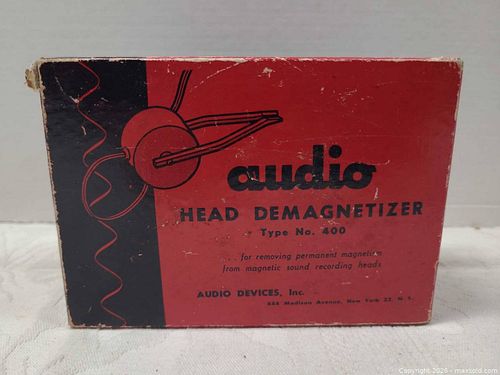 audio
HEAD DEMAGNETIZER
Type No. 400
... for removing permanent magnetism
from magnetic sound recording heads
AUDIO DEVICES, Inc.
444 Madison Avenue, New York 22, N. Y.
Copyright 2026 - maxsold.com